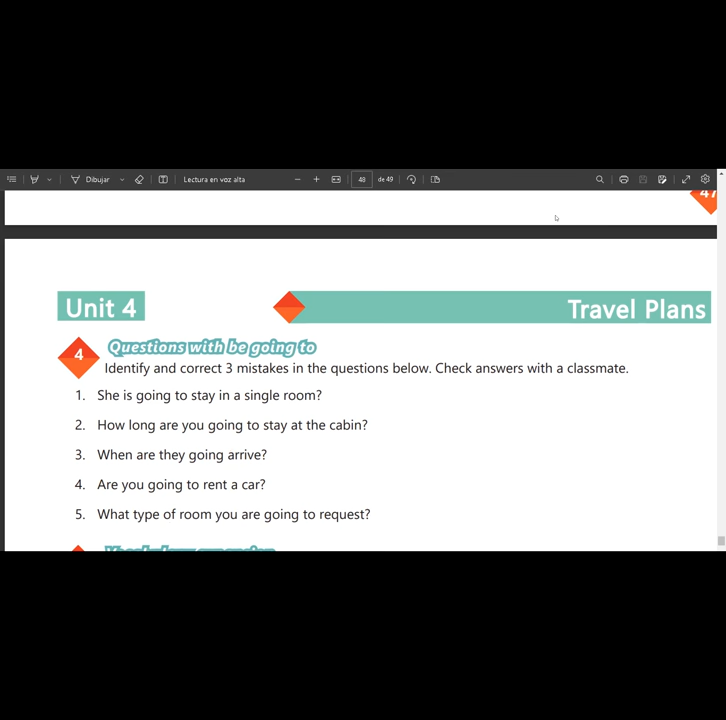 Dibujar
Lectura en voz alta
48
de 49
47
Unit 4
Travel Plans
4
Questions with be going to
Identify and correct 3 mistakes in the questions below. Check answers with a classmate.
1. She is going to stay in a single room?
2. How long are you going to stay at the cabin?
3. When are they going arrive?
4. Are you going to rent a car?
5. What type of room you are going to request?
Vocabulary expansion